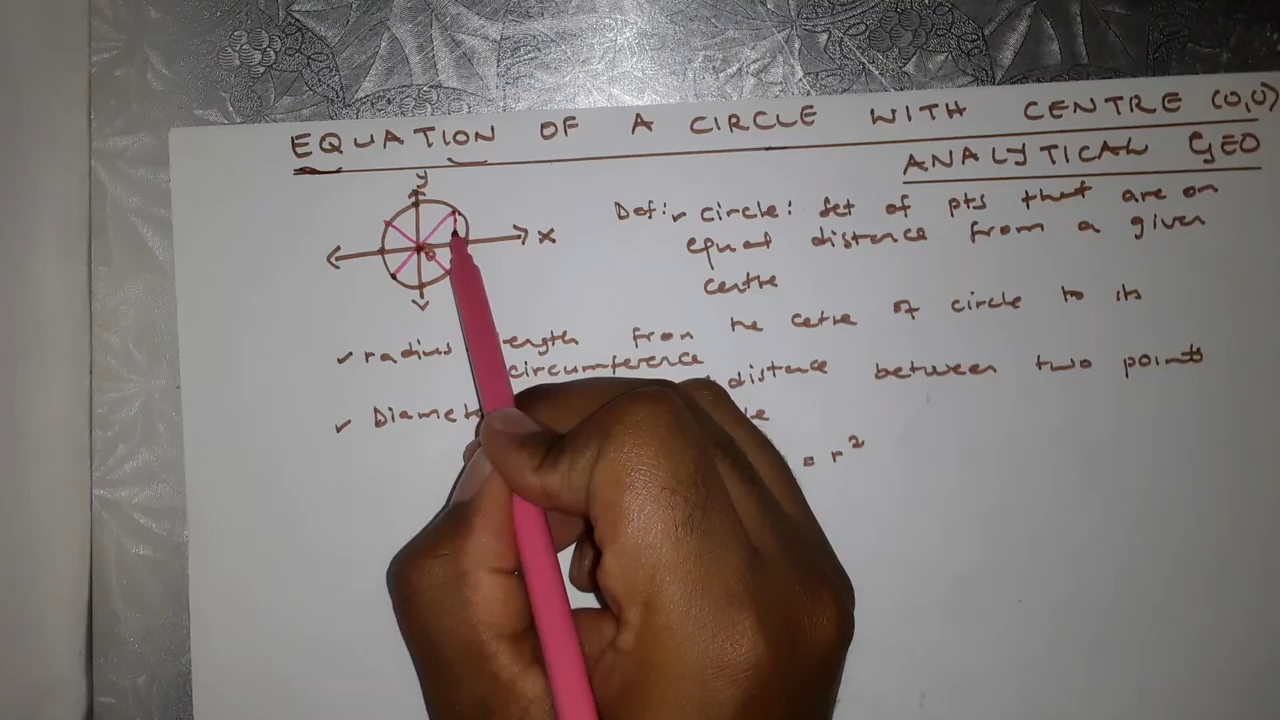 EQUATION OF A CIRCLE WITH CENTRE (0,0)
ANALYTICAL GEO
y
x
Def: circle: set of pts that are on
equal distance from a given
centre
✓ radius length from the cetre of circle to its
circumference
✓ Diamet distance between two points
= r²